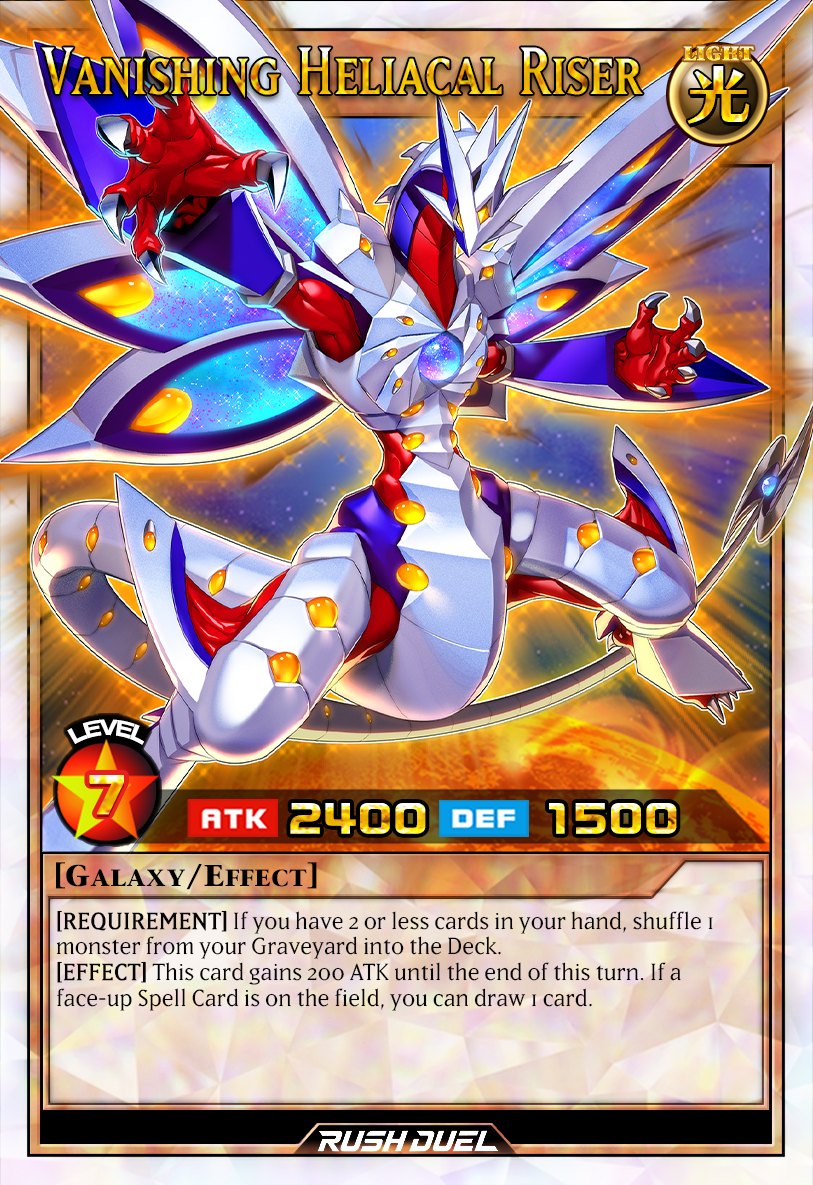 Vanishing Heliacal Riser
LIGHT
光
LEVEL
7
ATK 2400 DEF 1500
[Galaxy/Effect]
[REQUIREMENT] If you have 2 or less cards in your hand, shuffle 1
monster from your Graveyard into the Deck.
[EFFECT] This card gains 200 ATK until the end of this turn. If a
face-up Spell Card is on the field, you can draw 1 card.
RUSH DUEL